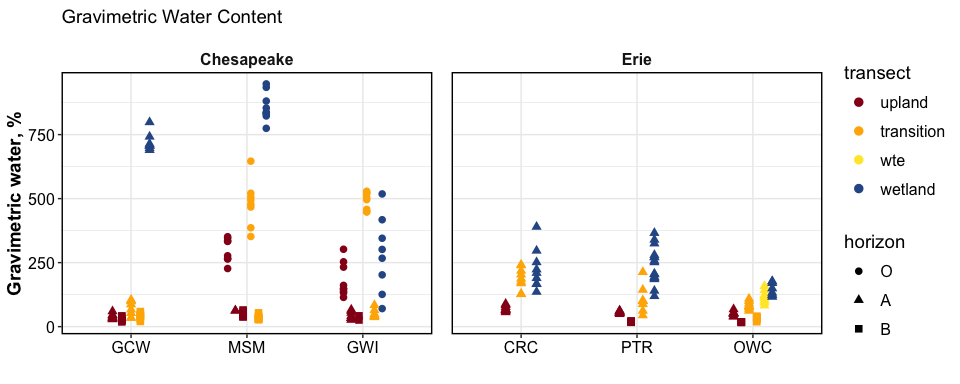 Gravimetric Water Content
Chesapeake
Erie
Gravimetric water, %
750
500
250
0
GCW
MSM
GWI
CRC
PTR
OWC
transect
upland
transition
wte
wetland
horizon
O
A
B